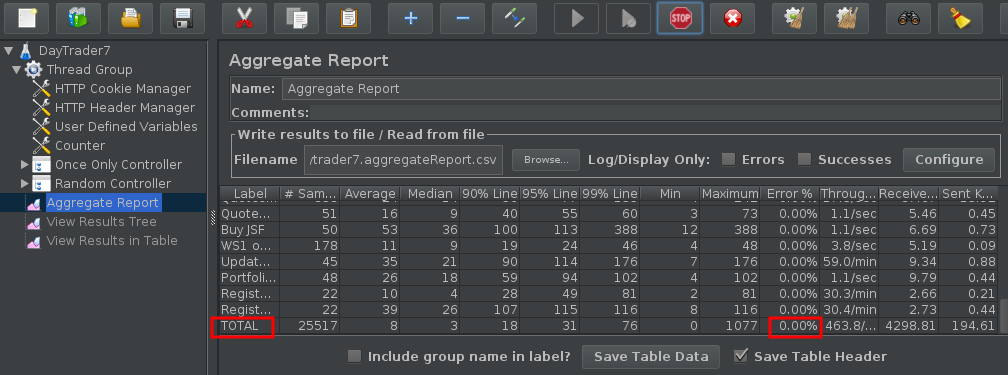 STOP
DayTrader7
Thread Group
HTTP Cookie Manager
HTTP Header Manager
User Defined Variables
Counter
Once Only Controller
Random Controller
Aggregate Report
View Results Tree
View Results in Table
Aggregate Report
Name: Aggregate Report
Comments:
Write results to file / Read from file
Filename /trader7.aggregateReport.csv Browse... Log/Display Only: Errors Successes Configure
Label # Sam... Average Median 90% Line 95% Line 99% Line Min Maximum Error % Throug... Receive... Sent K...
Quote... 51 16 9 40 55 60 3 73 0.00% 1.1/sec 5.46 0.45
Buy JSF 50 53 36 100 113 388 12 388 0.00% 1.1/sec 6.69 0.73
WS1 o... 178 11 9 19 24 46 4 48 0.00% 3.8/sec 5.19 0.09
Updat... 45 35 21 90 114 176 7 176 0.00% 59.0/min 9.34 0.88
Portfoli... 48 26 18 59 94 102 4 102 0.00% 1.1/sec 9.79 0.44
Regist... 22 10 4 28 49 81 2 81 0.00% 30.3/min 2.66 0.21
Regist... 22 39 26 107 115 116 8 116 0.00% 30.4/min 2.73 0.44
TOTAL 25517 8 3 18 31 76 0 1077 0.00% 463.8/... 4298.81 194.61
Include group name in label? Save Table Data Save Table Header